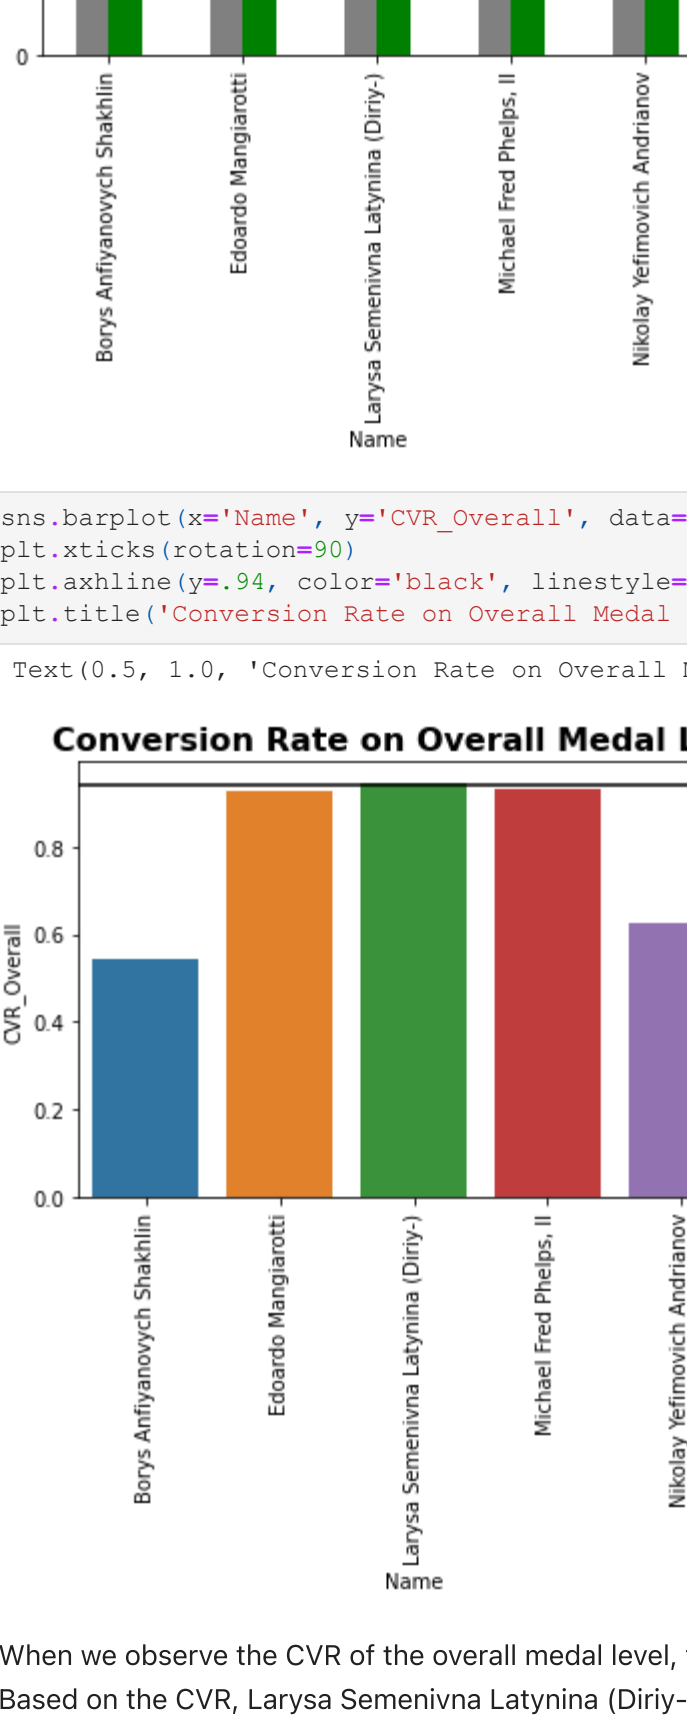 0
Borys Anfiyanovych Shakhlin
Edoardo Mangiarotti
Larysa Semenivna Latynina (Diriy-)
Michael Fred Phelps, II
Nikolay Yefimovich Andrianov
Name
sns.barplot(x='Name', y='CVR_Overall', data=
plt.xticks(rotation=90)
plt.axhline(y=.94, color='black', linestyle=
plt.title('Conversion Rate on Overall Medal
Text(0.5, 1.0, 'Conversion Rate on Overall
Conversion Rate on Overall Medal
0.8
0.6
0.4
0.2
0.0
CVR_Overall
Borys Anfiyanovych Shakhlin
Edoardo Mangiarotti
Larysa Semenivna Latynina (Diriy-)
Michael Fred Phelps, II
Nikolay Yefimovich Andrianov
Name
When we observe the CVR of the overall medal level,
Based on the CVR, Larysa Semenivna Latynina (Diriy-